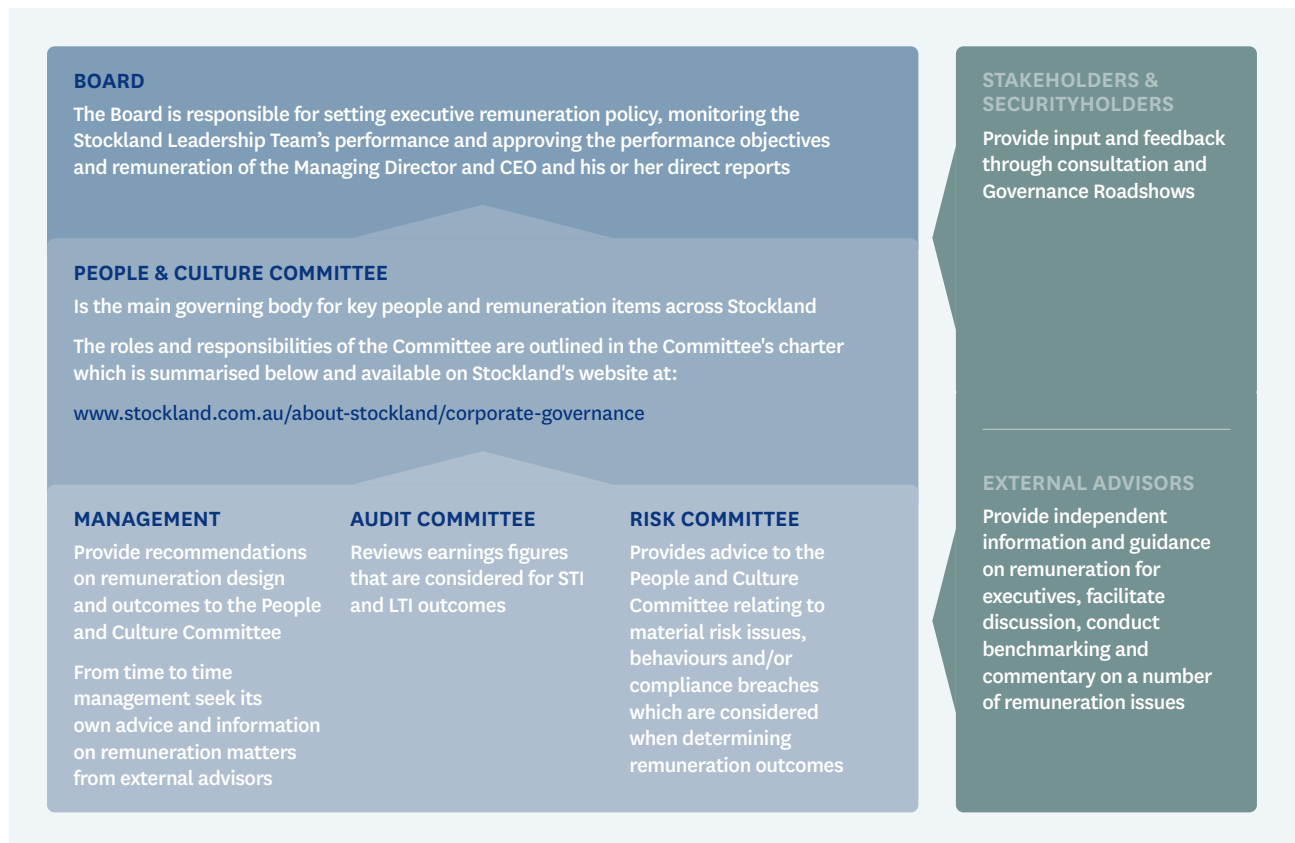 BOARD
The Board is responsible for setting executive remuneration policy, monitoring the
Stockland Leadership Team’s performance and approving the performance objectives
and remuneration of the Managing Director and CEO and his or her direct reports
PEOPLE & CULTURE COMMITTEE
Is the main governing body for key people and remuneration items across Stockland
The roles and responsibilities of the Committee are outlined in the Committee's charter
which is summarised below and available on Stockland's website at:
www.stockland.com.au/about-stockland/corporate-governance
MANAGEMENT
Provide recommendations
on remuneration design
and outcomes to the People
and Culture Committee
From time to time
management seek its
own advice and information
on remuneration matters
from external advisors
AUDIT COMMITTEE
Reviews earnings figures
that are considered for STI
and LTI outcomes
RISK COMMITTEE
Provides advice to the
People and Culture
Committee relating to
material risk issues,
behaviours and/or
compliance breaches
which are considered
when determining
remuneration outcomes
STAKEHOLDERS &
SECURITYHOLDERS
Provide input and feedback
through consultation and
Governance Roadshows
EXTERNAL ADVISORS
Provide independent
information and guidance
on remuneration for
executives, facilitate
discussion, conduct
benchmarking and
commentary on a number
of remuneration issues